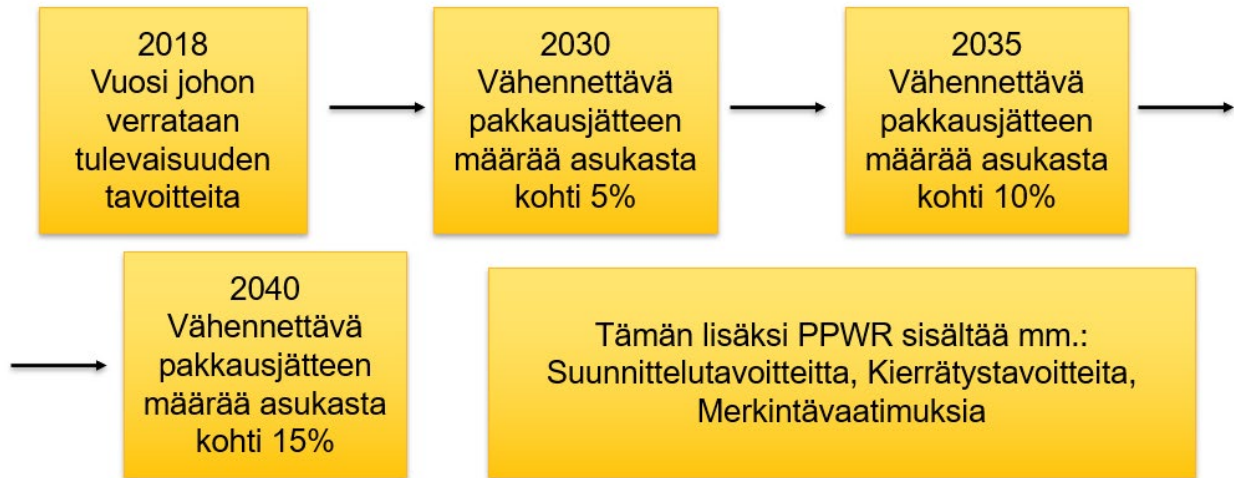 2018
Vuosi johon
verrataan
tulevaisuuden
tavoitteita
2030
Vähennettävä
pakkausjätteen
määrää asukasta
kohti 5%
2035
Vähennettävä
pakkausjätteen
määrää asukasta
kohti 10%
2040
Vähennettävä
pakkausjätteen
määrää asukasta
kohti 15%
Tämän lisäksi PPWR sisältää mm.:
Suunnittelutavoitteitta, Kierrätystavoitteita,
Merkintävaatimuksia